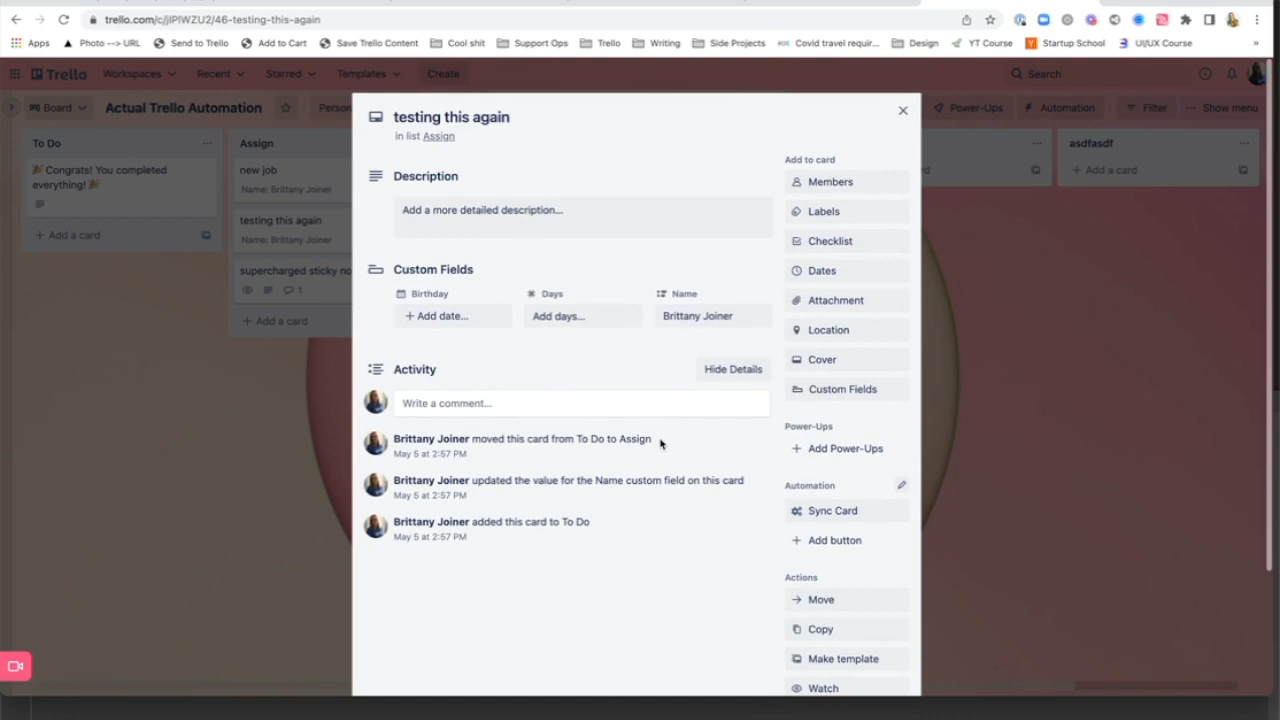 trello.com/c/jIPlWZU2/46-testing-this-again
Apps Photo --> URL Send to Trello Add to Cart Save Trello Content Cool shit Support Ops Trello Writing Side Projects Covid travel requir... Design YT Course Startup School UI/UX Course »
Trello Workspaces Recent Starred Templates Create Search
Board Actual Trello Automation Person Power-Ups Automation Filter Show menu
To Do
🎉 Congrats! You completed
everything! 🎉
+ Add a card
Assign
new job
Name: Brittany Joiner
testing this again
Name: Brittany Joiner
supercharged sticky no
1
+ Add a card
testing this again
in list Assign
Description
Add a more detailed description...
Custom Fields
Birthday Days Name
+ Add date... Add days... Brittany Joiner
Activity Hide Details
Write a comment...
Brittany Joiner moved this card from To Do to Assign
May 5 at 2:57 PM
Brittany Joiner updated the value for the Name custom field on this card
May 5 at 2:57 PM
Brittany Joiner added this card to To Do
May 5 at 2:57 PM
Add to card
Members
Labels
Checklist
Dates
Attachment
Location
Cover
Custom Fields
Power-Ups
+ Add Power-Ups
Automation
Sync Card
+ Add button
Actions
Move
Copy
Make template
Watch
rd
asdfasdf
+ Add a card